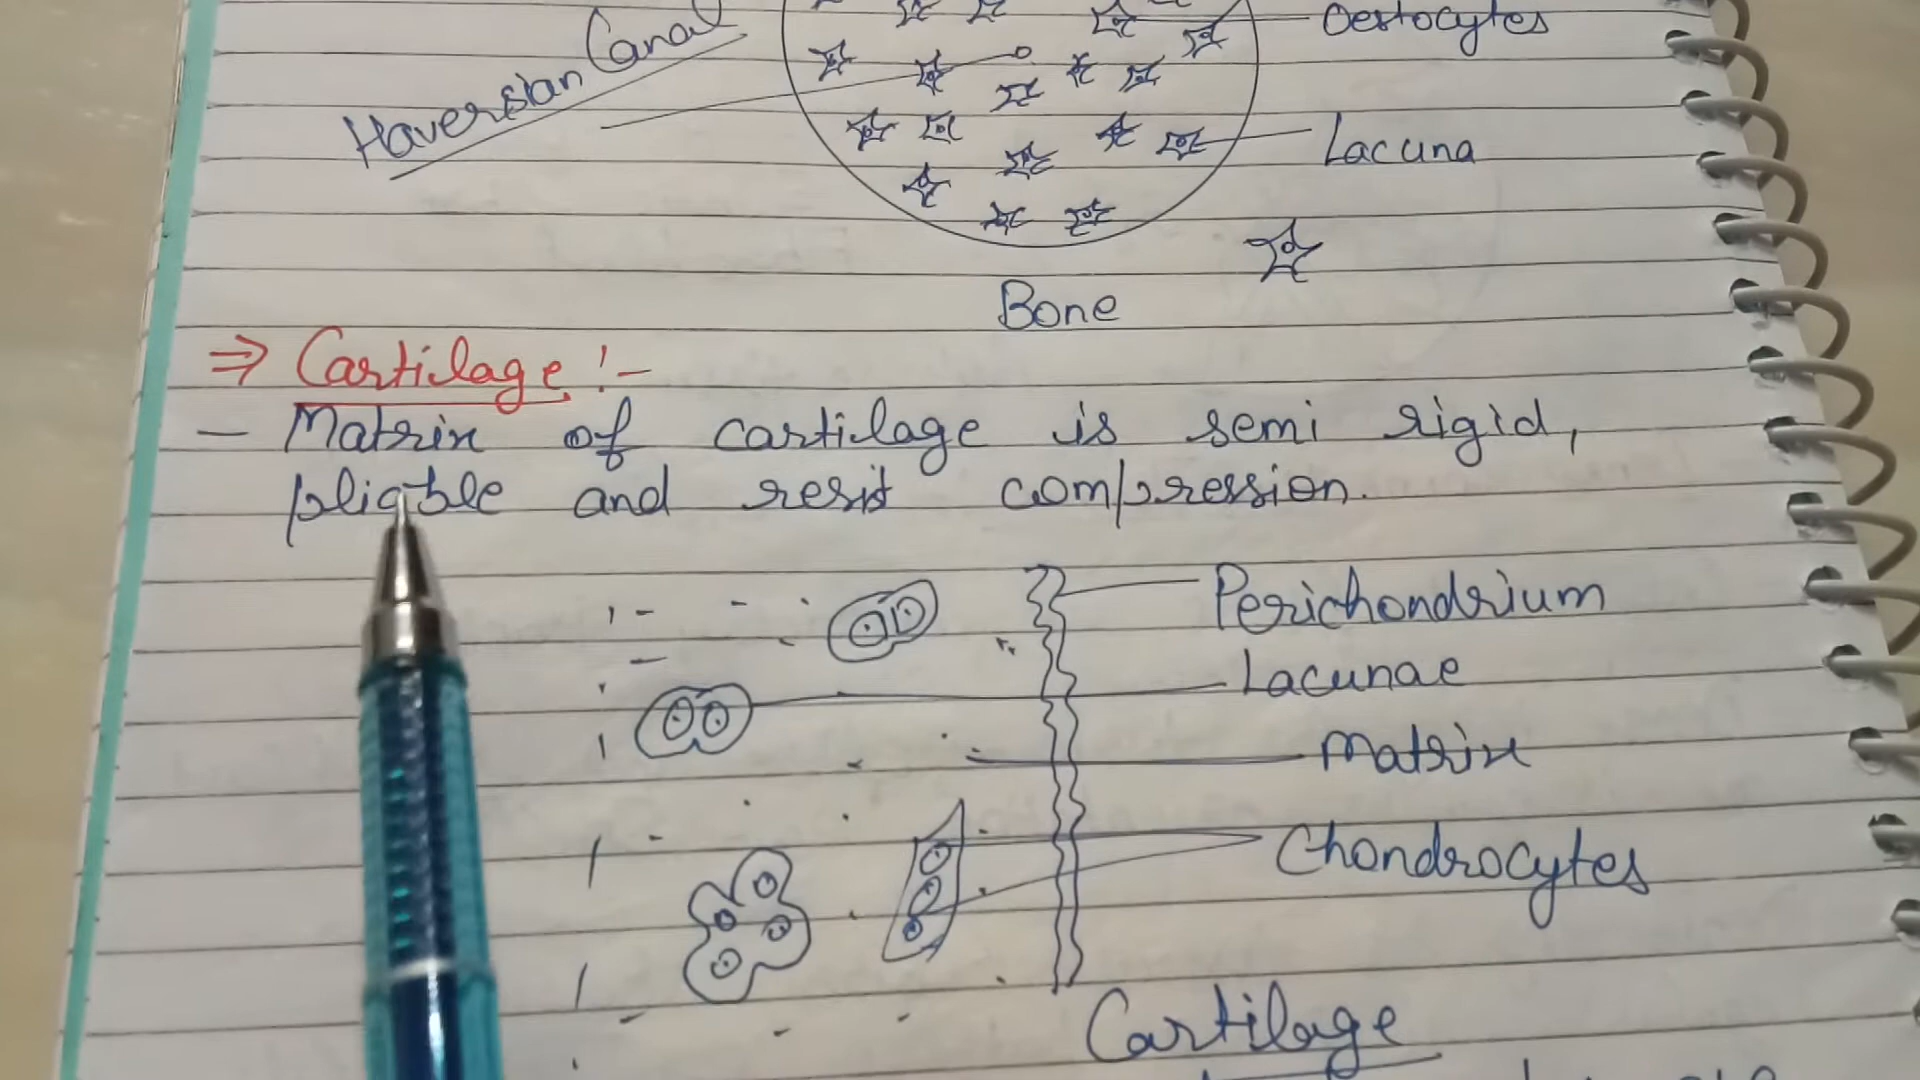 Haversian Canal
Oestocytes
Lacuna
Bone
⇒ Cartilage :-
- Matrix of cartilage is semi rigid,
pliable and resist compression.
Perichondrium
Lacunae
Matrix
Chondrocytes
Cartilage